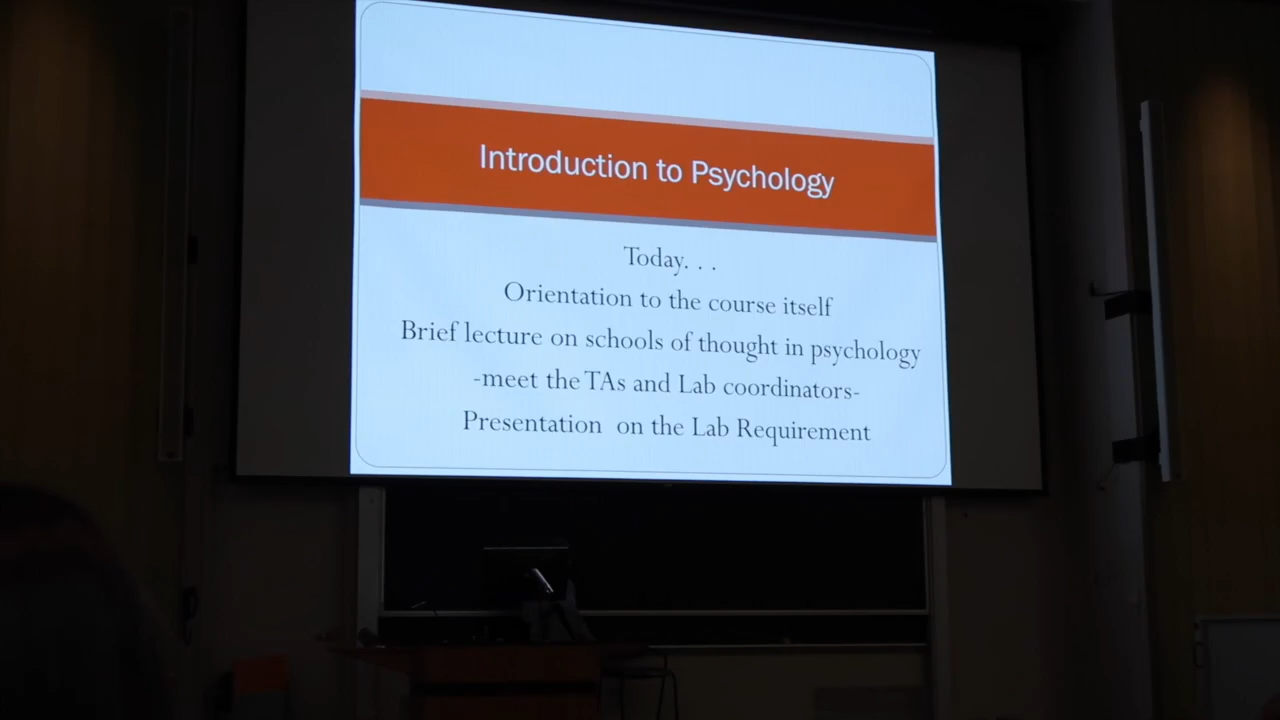 Introduction to Psychology
Today. . .
Orientation to the course itself
Brief lecture on schools of thought in psychology
-meet the TAs and Lab coordinators-
Presentation on the Lab Requirement